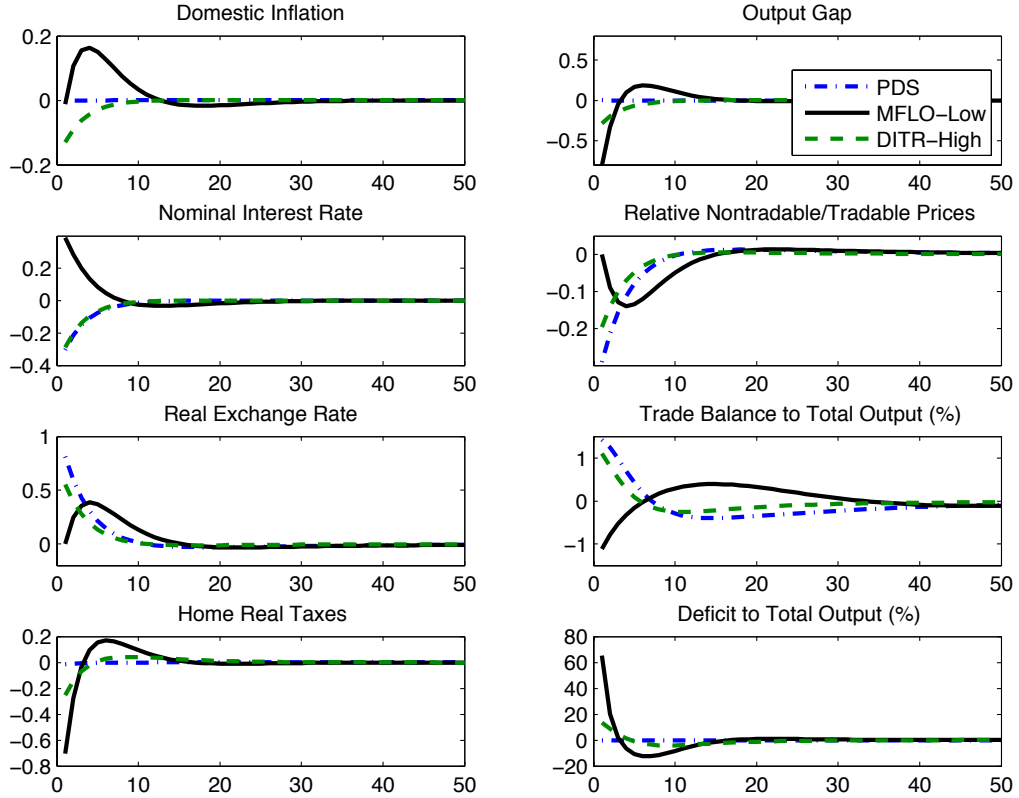 Domestic Inflation
0.2
0
−0.2
0 10 20 30 40 50
Output Gap
0.5
0
−0.5
0 10 20 30 40 50
PDS
MFLO−Low
DITR−High
Nominal Interest Rate
0.2
0
−0.2
−0.4
0 10 20 30 40 50
Relative Nontradable/Tradable Prices
0
−0.1
−0.2
0 10 20 30 40 50
Real Exchange Rate
1
0.5
0
0 10 20 30 40 50
Trade Balance to Total Output (%)
1
0
−1
0 10 20 30 40 50
Home Real Taxes
0.2
0
−0.2
−0.4
−0.6
−0.8
0 10 20 30 40 50
Deficit to Total Output (%)
80
60
40
20
0
−20
0 10 20 30 40 50